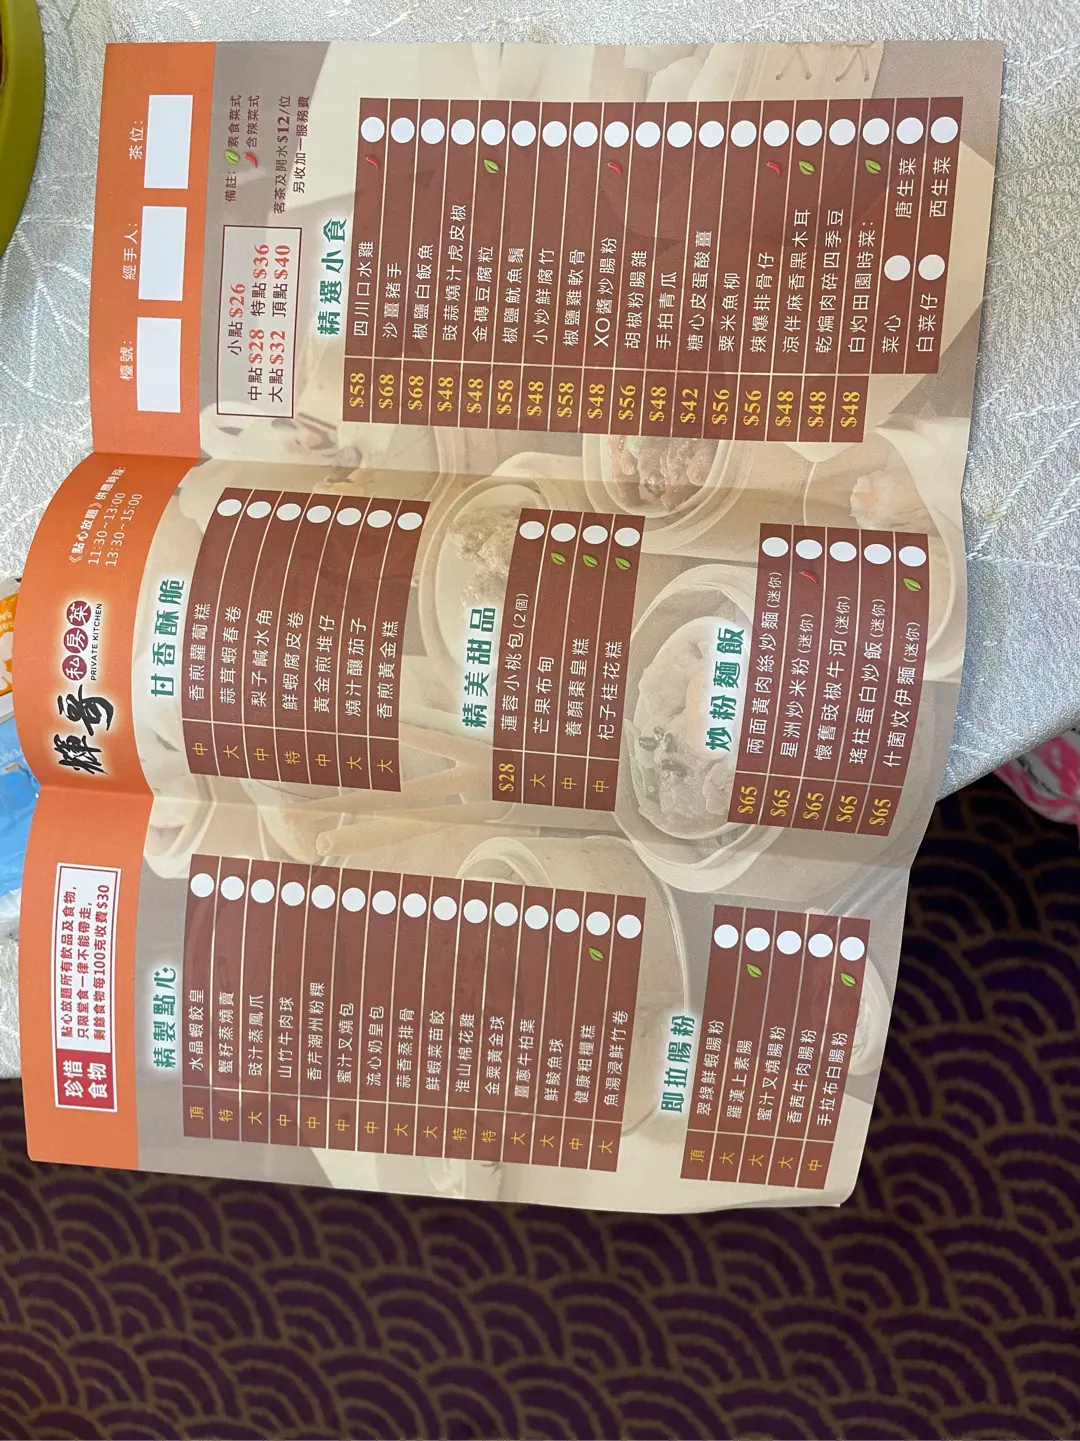 珍惜
食物
點心放題所有飲品及食物,
只限堂食一律不能帶走,
剩餘食物每100克收費$30
輝哥 私房菜
PRIVATE KITCHEN
《點心放題》供應時段:
11:30~13:00
13:30~15:00
檯號:
經手人:
茶位:
精製點心
頂 水晶蝦餃皇
特 蟹籽蒸燒賣
大 豉汁蒸鳳爪
中 山竹牛肉球
中 香芹潮州粉粿
中 蜜汁叉燒包
中 流心奶皇包
大 蒜香蒸排骨
大 鮮蝦菜苗餃
特 淮山棉花雞
特 金粟黃金球
大 薑蔥牛柏葉
大 鮮鯪魚球
中 健康粗糧糕
大 魚湯浸鮮竹卷
即拉腸粉
頂 翠綠鮮蝦腸粉
大 羅漢上素腸
大 蜜汁叉燒腸粉
大 香茜牛肉腸粉
中 手拉布白腸粉
甘香酥脆
中 香煎蘿蔔糕
大 蒜茸蝦春卷
中 梨子鹹水角
特 鮮蝦腐皮卷
中 黃金煎堆仔
大 燒汁釀茄子
大 香煎黃金糕
精美甜品
$28 蓮蓉小桃包(2個)
大 芒果布甸
中 養顏棗皇糕
中 杞子桂花糕
炒粉麵飯
$65 兩面黃肉絲炒麵(迷你)
$65 星洲炒米粉(迷你)
$65 懷舊豉椒牛河(迷你)
$65 瑤柱蛋白炒飯(迷你)
$65 什菌炆伊麵(迷你)
小點$26
中點$28 特點$36
大點$32 頂點$40
備註: 素食菜式
含辣菜式
茗茶及開水$12/位
另收加一服務費
精選小食
$58 四川口水雞
$68 沙薑豬手
$68 椒鹽白飯魚
$48 豉蒜燒汁虎皮椒
$48 金磚豆腐粒
$58 椒鹽魷魚鬚
$48 小炒鮮腐竹
$58 椒鹽雞軟骨
$48 XO醬炒腸粉
$56 胡椒粉腸雜
$48 手拍青瓜
$42 糖心皮蛋酸薑
$56 粟米魚柳
$56 辣爆排骨仔
$48 涼伴麻香黑木耳
$48 乾煸肉碎四季豆
$48 白灼田園時菜:
菜心 唐生菜
白菜仔 西生菜